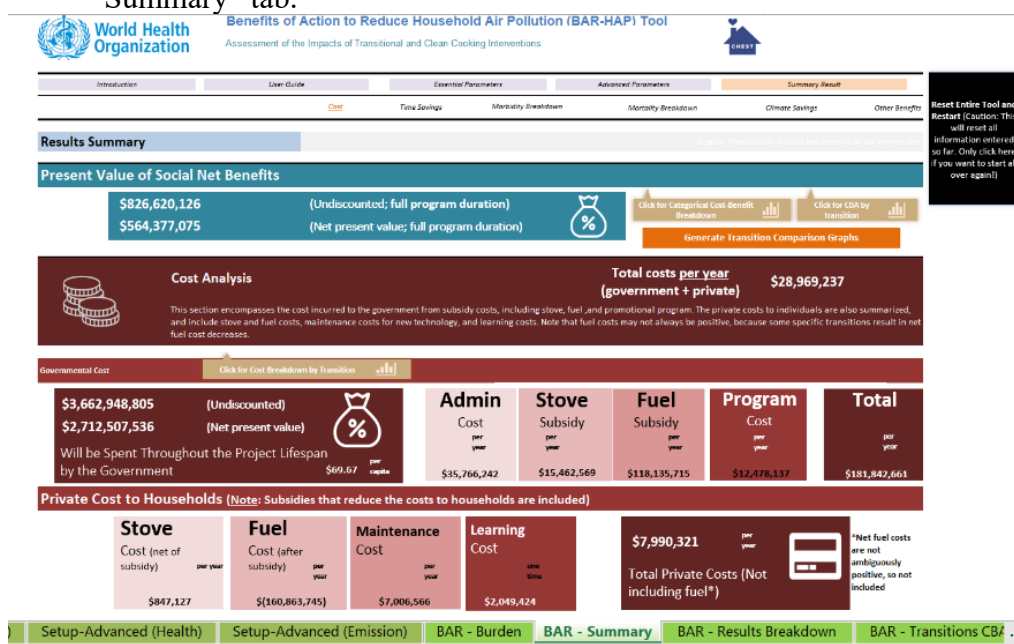 Summary" tab.
World Health
Organization
Benefits of Action to Reduce Household Air Pollution (BAR-HAP) Tool
Assessment of the Impacts of Transitional and Clean Cooking Interventions
CHEST
Introduction User Guide Essential Parameters Advanced Parameters Summary Result
Cost Time Savings Morbidity Breakdown Mortality Breakdown Climate Savings Other Benefits
Reset Entire Tool and
Restart (Caution: This
will reset all
information entered
so far. Only click here
if you want to start al
over again!)
Results Summary
Present Value of Social Net Benefits
$826,620,126 (Undiscounted; full program duration)
$564,377,075 (Net present value; full program duration)
%
Click for Categorical Cost-Benefit
Breakdown
Click for CBA by
transition
Generate Transition Comparison Graphs
Cost Analysis
Total costs per year
(government + private)
$28,969,237
This section encompasses the cost incurred to the government from subsidy costs, including stove, fuel ,and promotional program. The private costs to individuals are also summarized,
and include stove and fuel costs, maintenance costs for new technology, and learning costs. Note that fuel costs may not always be positive, because some specific transitions result in net
fuel cost decreases.
Governmental Cost
Click for Cost Breakdown by Transition
$3,662,948,805 (Undiscounted)
$2,712,507,536 (Net present value)
%
Will be Spent Throughout the Project Lifespan
by the Government
$69.67 per
capita
Admin
Cost
per
year
$35,766,242
Stove
Subsidy
per
year
$15,462,569
Fuel
Subsidy
per
year
$118,135,715
Program
Cost
per
year
$12,478,137
Total
per
year
$181,842,661
Private Cost to Households (Note: Subsidies that reduce the costs to households are included)
Stove
Cost (net of
subsidy) per year
$847,127
Fuel
Cost (after
subsidy) per
year
$(160,863,745)
Maintenance
Cost
per
year
$7,006,566
Learning
Cost
one
time
$2,049,424
$7,990,321 per
year
Total Private Costs (Not
including fuel*)
*Net fuel costs
are not
ambiguously
positive, so not
included
) Setup-Advanced (Health) Setup-Advanced (Emission) BAR - Burden BAR - Summary BAR - Results Breakdown BAR - Transitions CBA